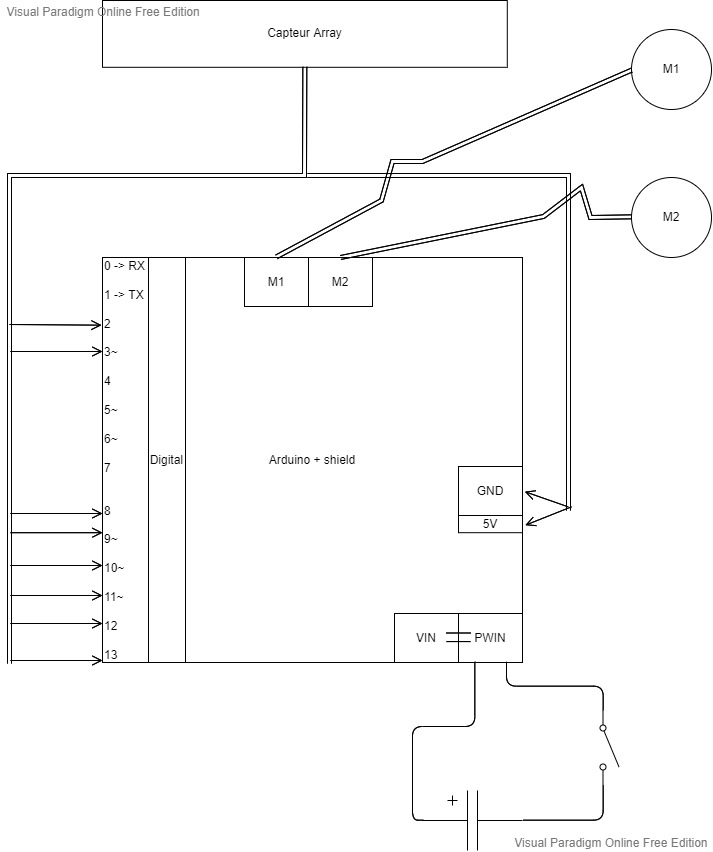 Visual Paradigm Online Free Edition
Capteur Array
M1
M2
0 -> RX
M1
M2
1 -> TX
2
3~
4
5~
6~
7
Digital
Arduino + shield
GND
8
5V
9~
10~
11~
12
VIN
PWIN
13
+
Visual Paradigm Online Free Edition